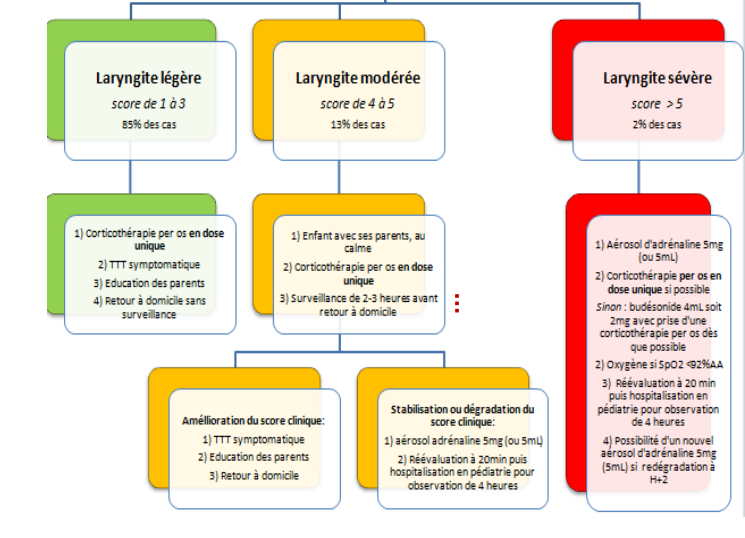 Laryngite légère
score de 1 à 3
85% des cas
Laryngite modérée
score de 4 à 5
13% des cas
Laryngite sévère
score > 5
2% des cas
1) Corticothérapie per os en dose
unique
2) TTT symptomatique
3) Education des parents
4) Retour à domicile sans
surveillance
1) Enfant avec ses parents, au
calme
2) Corticothérapie per os en dose
unique
3) Surveillance de 2-3 heures avant
retour à domicile
:
1) Aérosol d'adrénaline 5mg
(ou 5mL)
2) Corticothérapie per os en
dose unique si possible
Sinon : budésonide 4mL soit
2mg avec prise d'une
corticothérapie per os dès
que possible
2) Oxygène si SpO2 <92%AA
3) Réévaluation à 20 min
puis hospitalisation en
pédiatrie pour observation
de 4 heures
4) Possibilité d'un nouvel
aérosol d'adrénaline 5mg
(5mL) si redégradation à
H+2
Amélioration du score clinique:
1) TTT symptomatique
2) Education des parents
3) Retour à domicile
Stabilisation ou dégradation du
score clinique:
1) aérosol adrénaline 5mg (ou 5mL)
2) Réévaluation à 20min puis
hospitalisation en pédiatrie pour
observation de 4 heures